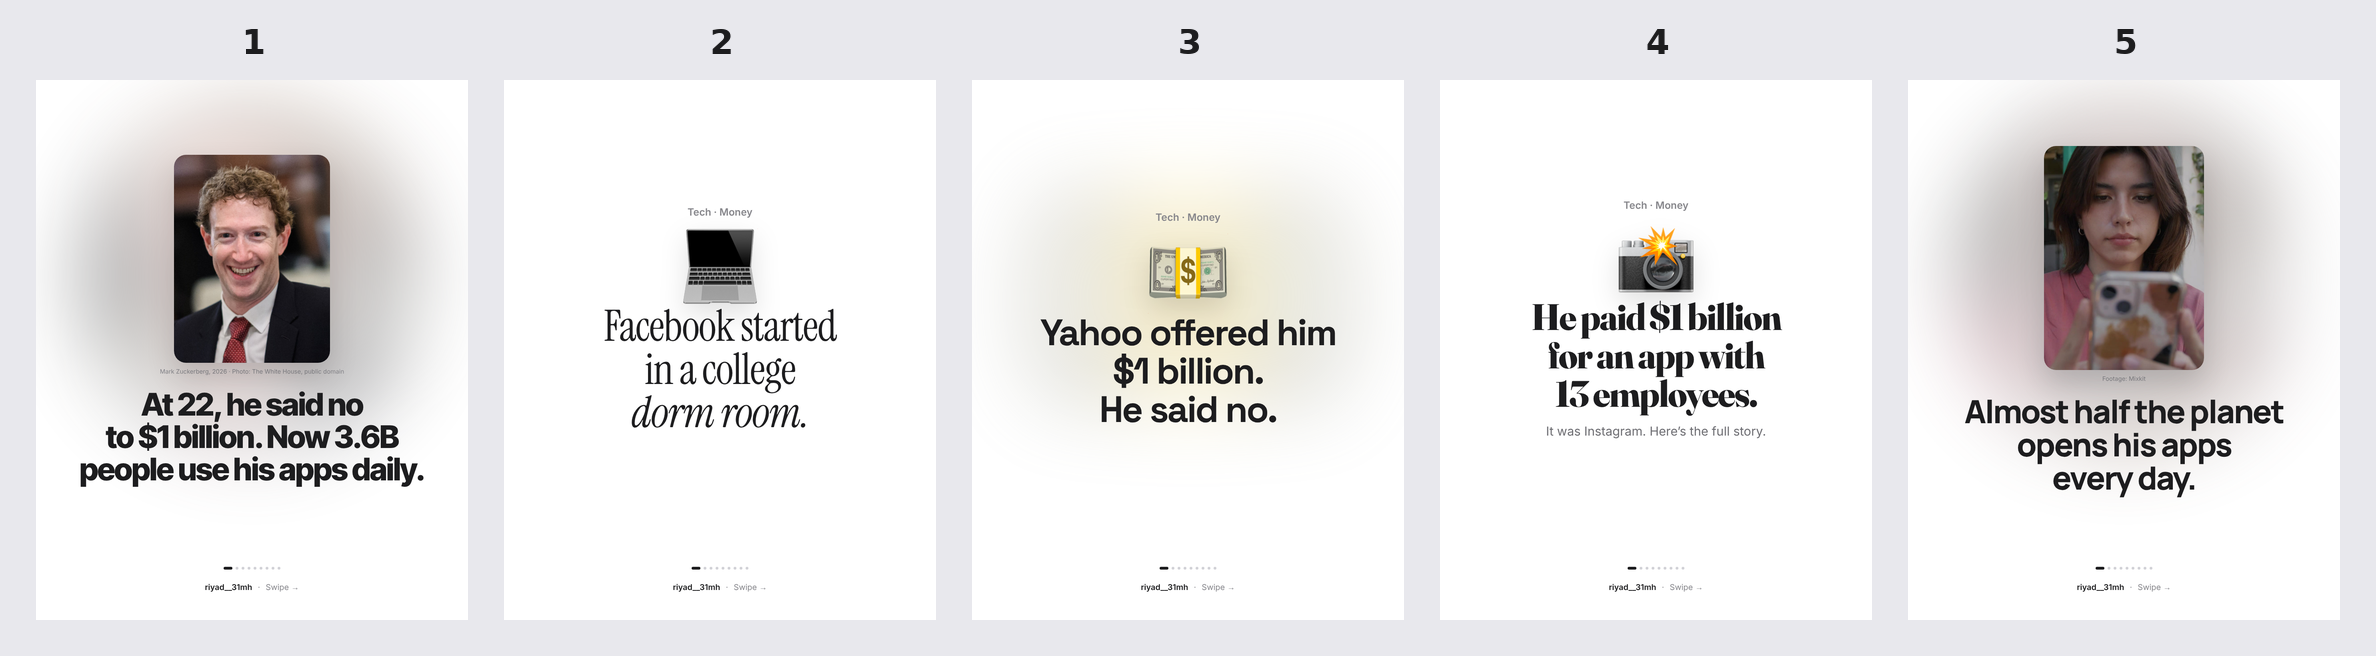 1
Mark Zuckerberg, 2026 · Photo: The White House, public domain
At 22, he said no
to $1 billion. Now 3.6B
people use his apps daily.
riyad__31mh · Swipe →
2
Tech · Money
Facebook started
in a college
dorm room.
riyad__31mh · Swipe →
3
Tech · Money
$
Yahoo offered him
$1 billion.
He said no.
riyad__31mh · Swipe →
4
Tech · Money
He paid $1 billion
for an app with
13 employees.
It was Instagram. Here’s the full story.
riyad__31mh · Swipe →
5
Footage: Mixkit
Almost half the planet
opens his apps
every day.
riyad__31mh · Swipe →